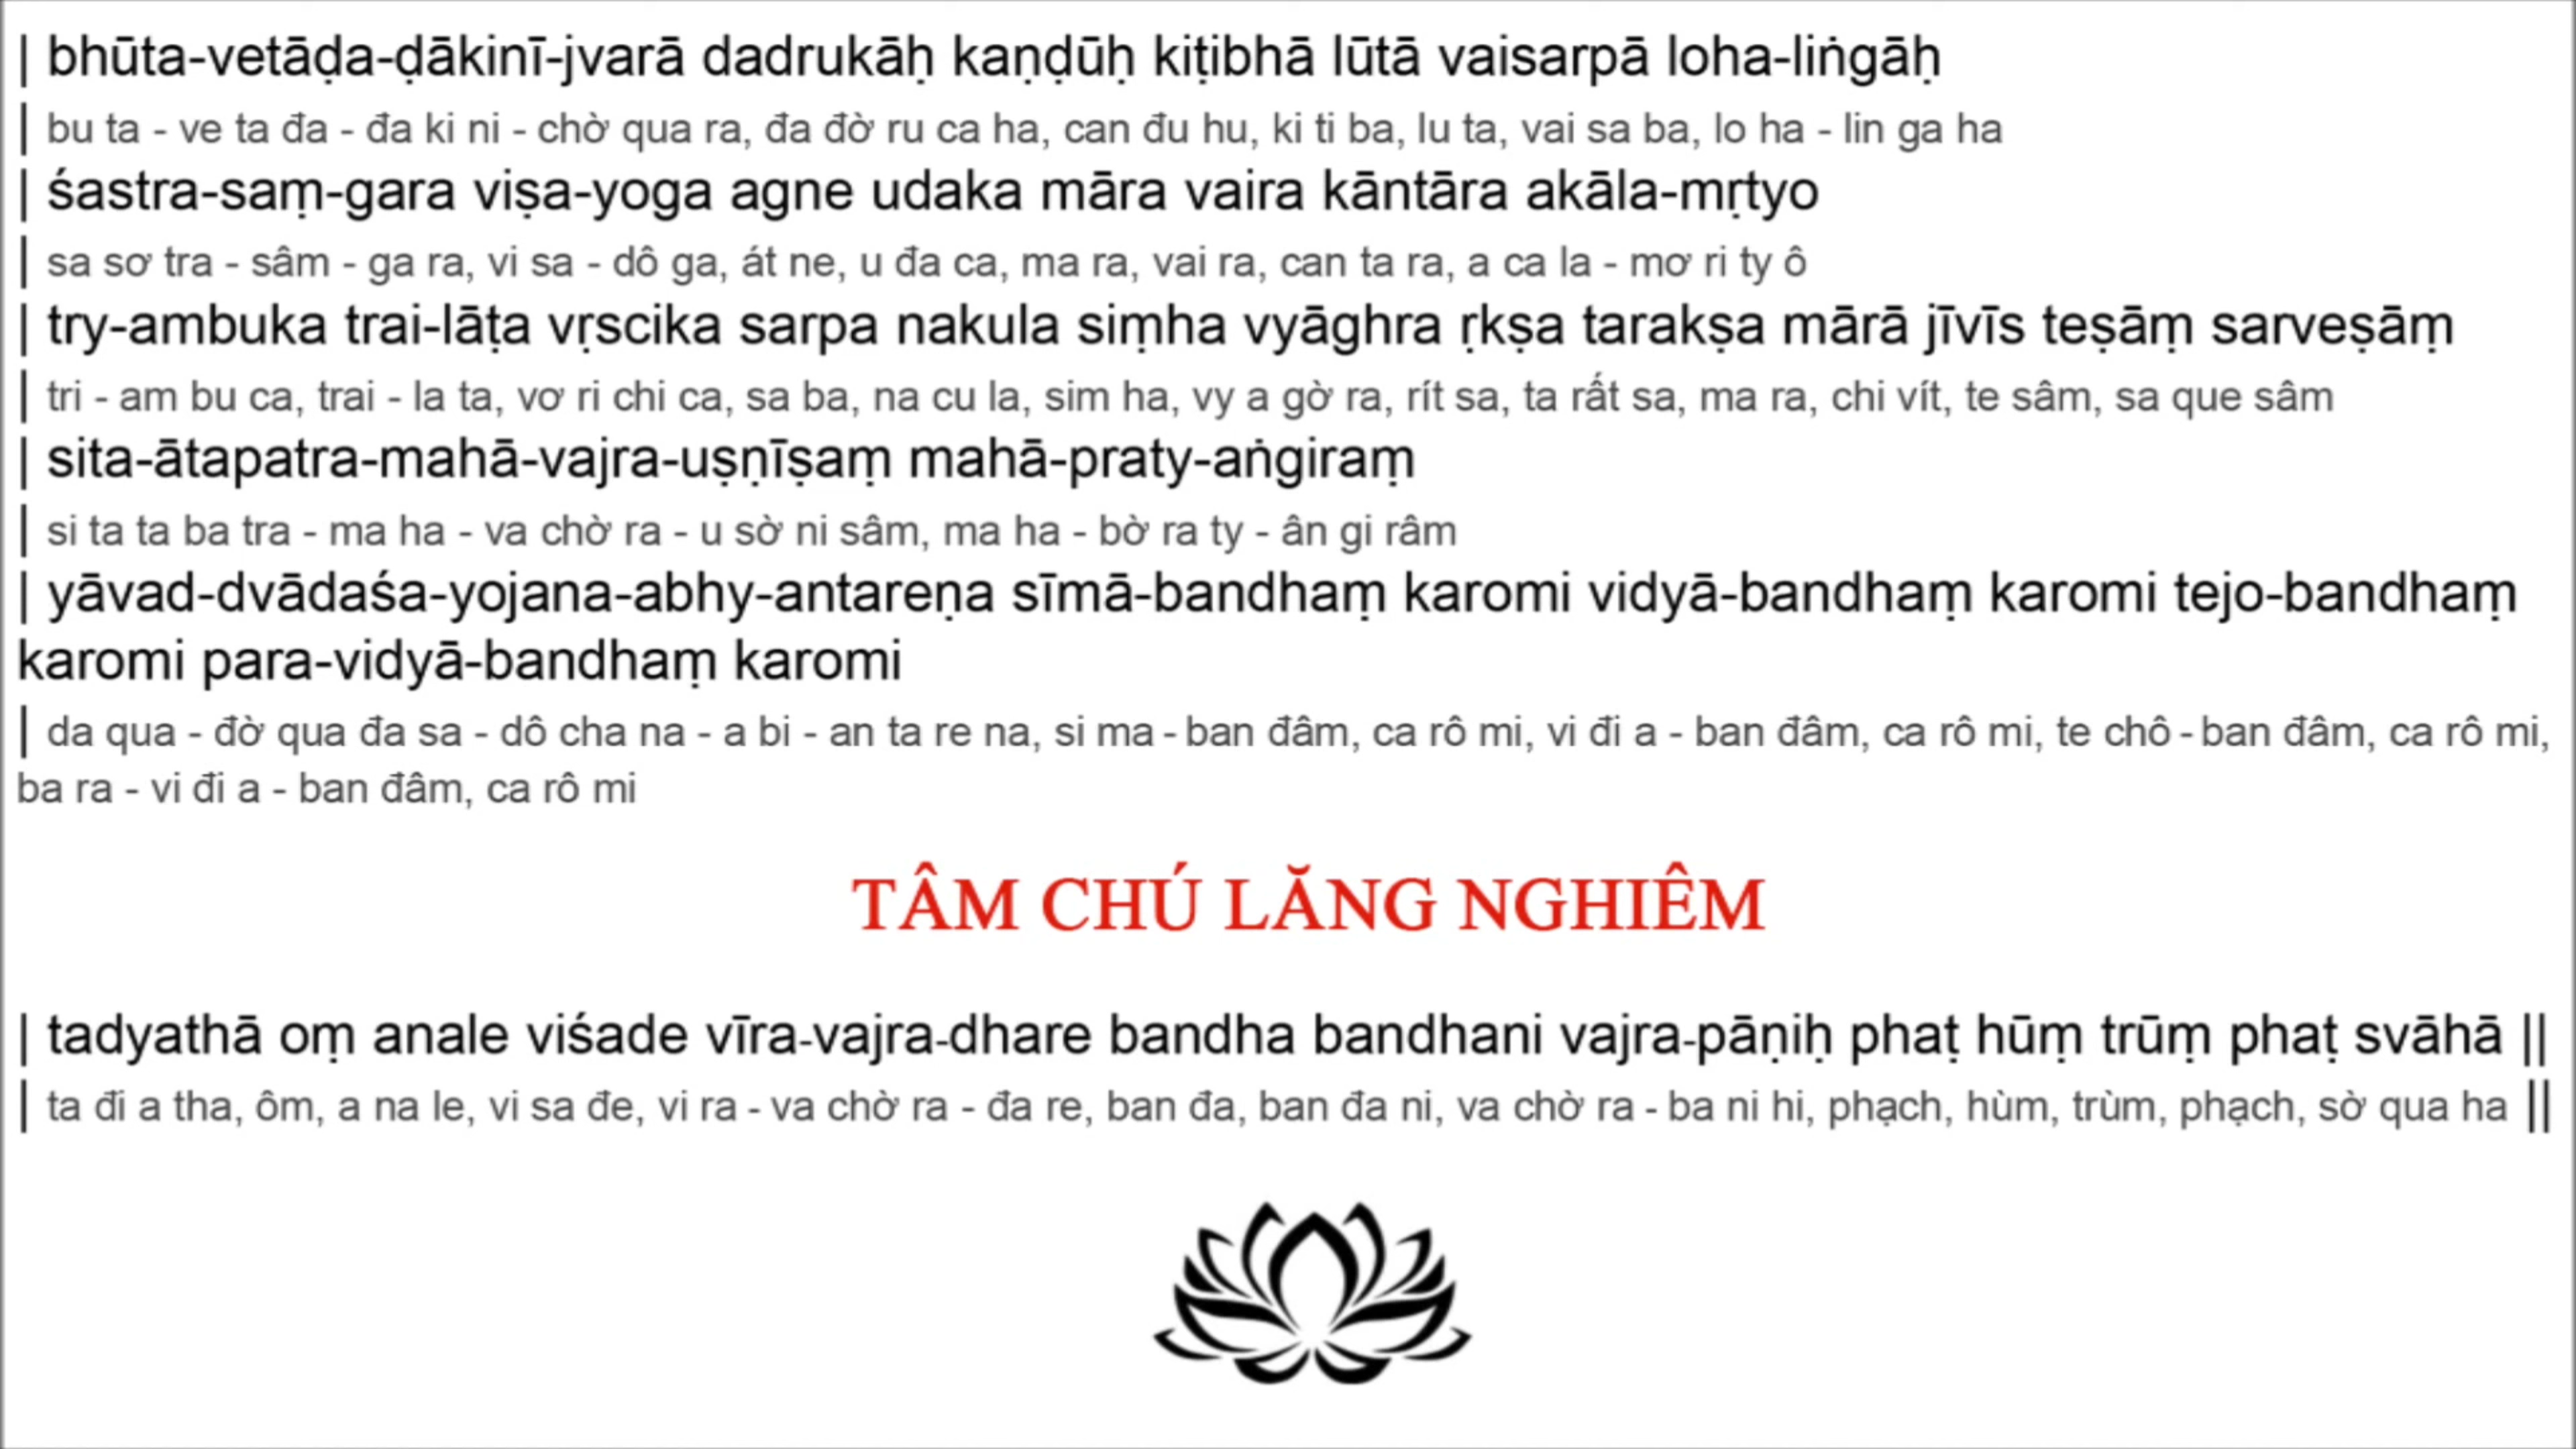 | bhūta-vetāḍa-ḍākinī-jvarā dadrukāḥ kaṇḍūḥ kiṭibhā lūtā vaisarpā loha-liṅgāḥ
| bu ta - ve ta đa - đa ki ni - chờ qua ra, đa đờ ru ca ha, can đu hu, ki ti ba, lu ta, vai sa ba, lo ha - lin ga ha
| śastra-saṃ-gara viṣa-yoga agne udaka māra vaira kāntāra akāla-mṛtyo
| sa sơ tra - sâm - ga ra, vi sa - dô ga, át ne, u đa ca, ma ra, vai ra, can ta ra, a ca la - mơ ri ty ô
| try-ambuka trai-lāṭa vṛscika sarpa nakula siṃha vyāghra ṛkṣa tarakṣa mārā jīvīs teṣāṃ sarveṣāṃ
| tri - am bu ca, trai - la ta, vơ ri chi ca, sa ba, na cu la, sim ha, vy a gờ ra, rít sa, ta rất sa, ma ra, chi vít, te sâm, sa que sâm
| sita-ātapatra-mahā-vajra-uṣṇīṣaṃ mahā-praty-aṅgiraṃ
| si ta ta ba tra - ma ha - va chờ ra - u sờ ni sâm, ma ha - bờ ra ty - ân gi râm
| yāvad-dvādaśa-yojana-abhy-antareṇa sīmā-bandhaṃ karomi vidyā-bandhaṃ karomi tejo-bandhaṃ
karomi para-vidyā-bandhaṃ karomi
| da qua - đờ qua đa sa - dô cha na - a bi - an ta re na, si ma - ban đâm, ca rô mi, vi đi a - ban đâm, ca rô mi, te chô - ban đâm, ca rô mi,
ba ra - vi đi a - ban đâm, ca rô mi
TÂM CHÚ LĂNG NGHIÊM
| tadyathā oṃ anale viśade vīra-vajra-dhare bandha bandhani vajra-pāṇiḥ phaṭ hūṃ trūṃ phaṭ svāhā ||
| ta đi a tha, ôm, a na le, vi sa đe, vi ra - va chờ ra - đa re, ban đa, ban đa ni, va chờ ra - ba ni hi, phạch, hùm, trùm, phạch, sờ qua ha ||